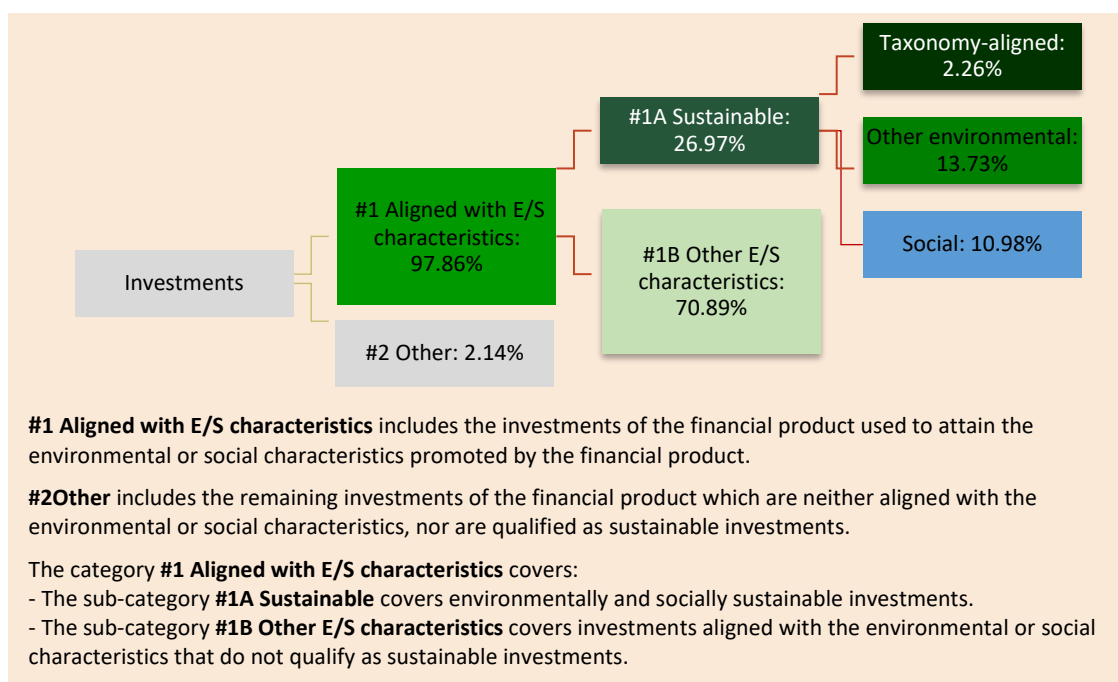 Taxonomy-aligned:
2.26%
#1A Sustainable:
26.97%
Other environmental:
13.73%
#1 Aligned with E/S
characteristics:
97.86%
Social: 10.98%
#1B Other E/S
characteristics:
70.89%
Investments
#2 Other: 2.14%
#1 Aligned with E/S characteristics includes the investments of the financial product used to attain the
environmental or social characteristics promoted by the financial product.
#2Other includes the remaining investments of the financial product which are neither aligned with the
environmental or social characteristics, nor are qualified as sustainable investments.
The category #1 Aligned with E/S characteristics covers:
- The sub-category #1A Sustainable covers environmentally and socially sustainable investments.
- The sub-category #1B Other E/S characteristics covers investments aligned with the environmental or social
characteristics that do not qualify as sustainable investments.